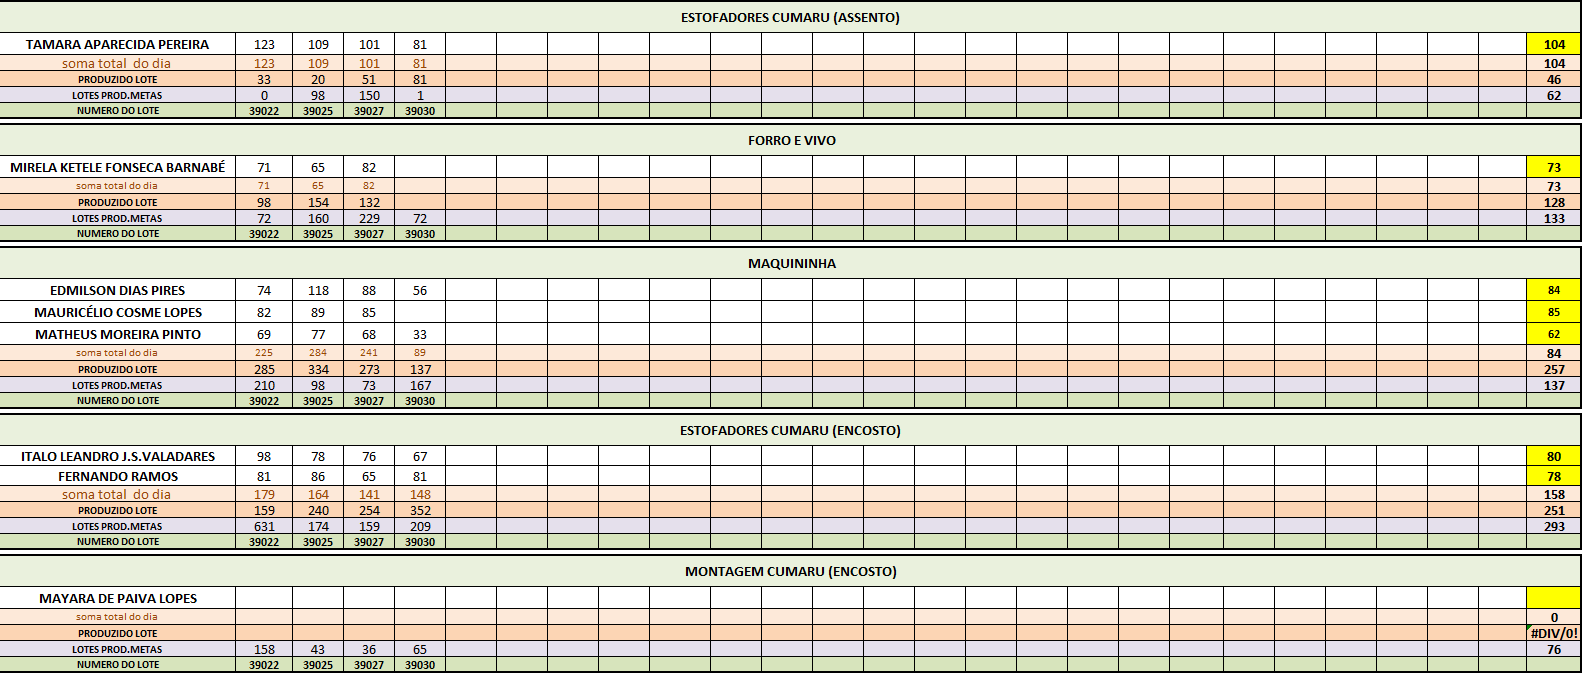 ESTOFADORES CUMARU (ASSENTO)
TAMARA APARECIDA PEREIRA 123 109 101 81 104
soma total do dia 123 109 101 81 104
PRODUZIDO LOTE 33 20 51 81 46
LOTES PROD.METAS 0 98 150 1 62
NUMERO DO LOTE 39022 39025 39027 39030
FORRO E VIVO
MIRELA KETELE FONSECA BARNABÉ 71 65 82 73
soma total do dia 71 65 82 73
PRODUZIDO LOTE 98 154 132 128
LOTES PROD.METAS 72 160 229 72 133
NUMERO DO LOTE 39022 39025 39027 39030
MAQUININHA
EDMILSON DIAS PIRES 74 118 88 56 84
MAURICÉLIO COSME LOPES 82 89 85 85
MATHEUS MOREIRA PINTO 69 77 68 33 62
soma total do dia 225 284 241 89 84
PRODUZIDO LOTE 285 334 273 137 257
LOTES PROD.METAS 210 98 73 167 137
NUMERO DO LOTE 39022 39025 39027 39030
ESTOFADORES CUMARU (ENCOSTO)
ITALO LEANDRO J.S.VALADARES 98 78 76 67 80
FERNANDO RAMOS 81 86 65 81 78
soma total do dia 179 164 141 148 158
PRODUZIDO LOTE 159 240 254 352 251
LOTES PROD.METAS 631 174 159 209 293
NUMERO DO LOTE 39022 39025 39027 39030
MONTAGEM CUMARU (ENCOSTO)
MAYARA DE PAIVA LOPES
soma total do dia 0
PRODUZIDO LOTE #DIV/0!
LOTES PROD.METAS 158 43 36 65 76
NUMERO DO LOTE 39022 39025 39027 39030